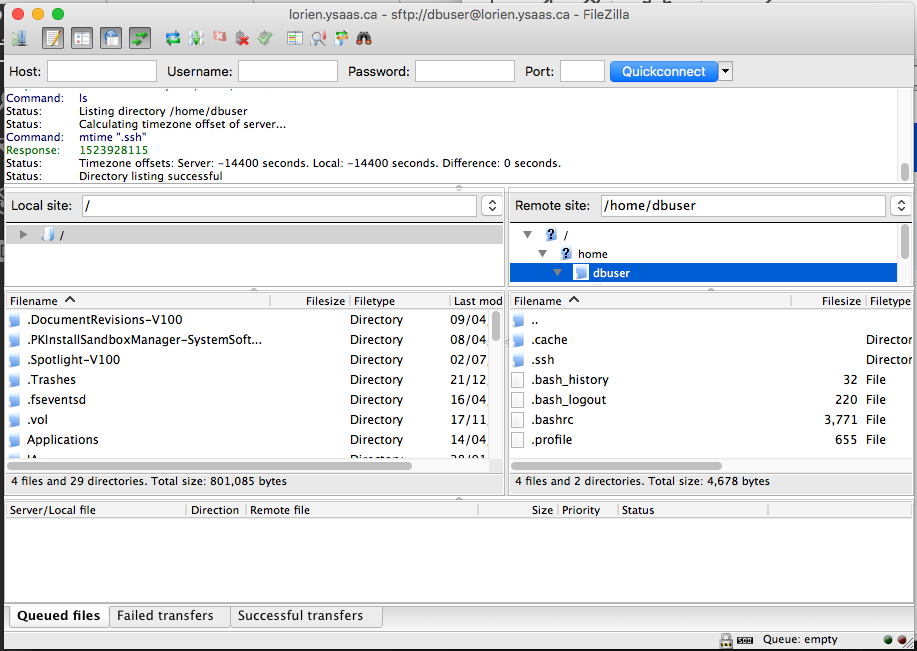 lorien.ysaas.ca - sftp://dbuser@lorien.ysaas.ca - FileZilla
Host: Username: Password: Port: Quickconnect
Command: ls
Status: Listing directory /home/dbuser
Status: Calculating timezone offset of server...
Command: mtime ".ssh"
Response: 1523928115
Status: Timezone offsets: Server: -14400 seconds. Local: -14400 seconds. Difference: 0 seconds.
Status: Directory listing successful
Local site: /
/
Filename Filesize Filetype Last mod
.DocumentRevisions-V100 Directory 09/04
.PKInstallSandboxManager-SystemSoft... Directory 08/04
.Spotlight-V100 Directory 02/07
.Trashes Directory 21/12
.fseventsd Directory 16/04
.vol Directory 17/11
Applications Directory 14/04
4 files and 29 directories. Total size: 801,085 bytes
Remote site: /home/dbuser
/
home
dbuser
Filename Filesize Filetype
..
.cache Director
.ssh Director
.bash_history 32 File
.bash_logout 220 File
.bashrc 3,771 File
.profile 655 File
4 files and 2 directories. Total size: 4,678 bytes
Server/Local file Direction Remote file Size Priority Status
Queued files Failed transfers Successful transfers
Queue: empty